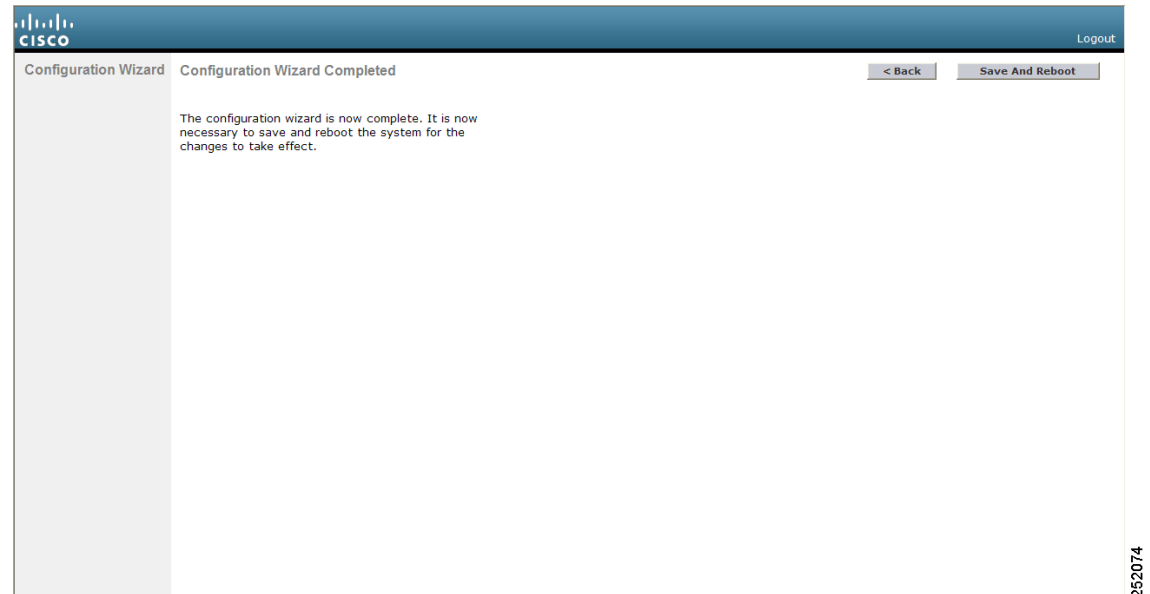 CISCO
Logout
Configuration Wizard
Configuration Wizard Completed
< Back
Save And Reboot
The configuration wizard is now complete. It is now
necessary to save and reboot the system for the
changes to take effect.
252074